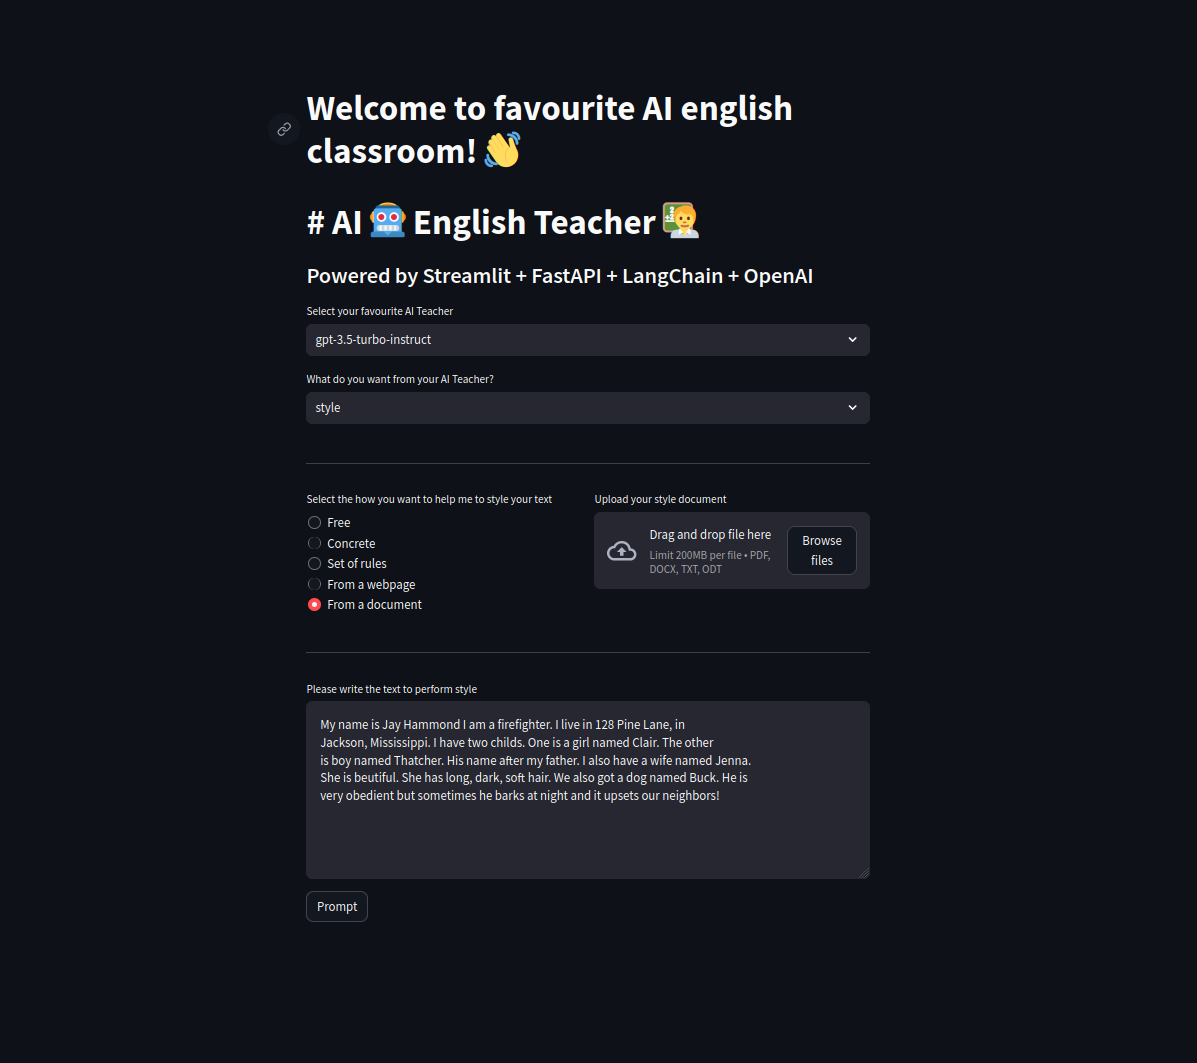 Welcome to favourite AI english
classroom! 👋
# AI 🤖 English Teacher 🧑‍🏫
Powered by Streamlit + FastAPI + LangChain + OpenAI
Select your favourite AI Teacher
gpt-3.5-turbo-instruct
What do you want from your AI Teacher?
style
Select the how you want to help me to style your text
Free
Concrete
Set of rules
From a webpage
From a document
Upload your style document
Drag and drop file here
Limit 200MB per file • PDF,
DOCX, TXT, ODT
Browse
files
Please write the text to perform style
My name is Jay Hammond I am a firefighter. I live in 128 Pine Lane, in
Jackson, Mississippi. I have two childs. One is a girl named Clair. The other
is boy named Thatcher. His name after my father. I also have a wife named Jenna.
She is beutiful. She has long, dark, soft hair. We also got a dog named Buck. He is
very obedient but sometimes he barks at night and it upsets our neighbors!
Prompt